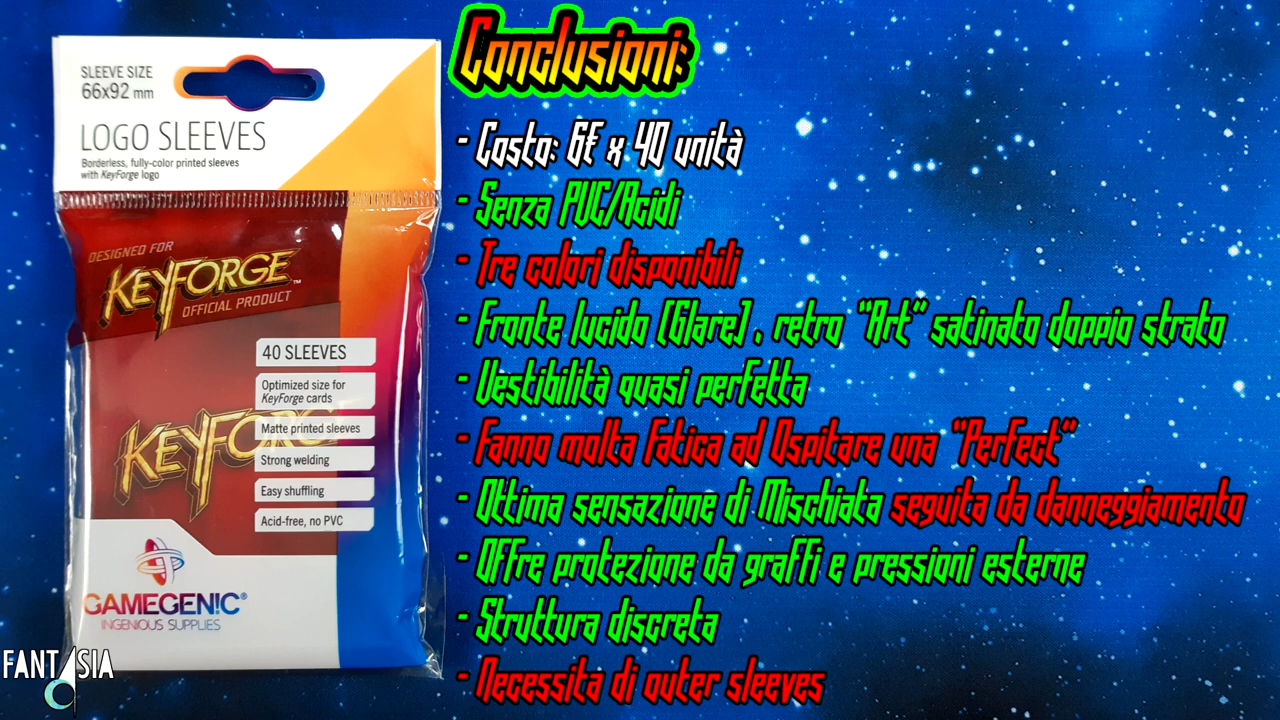 SLEEVE SIZE
66x92 mm
LOGO SLEEVES
Borderless, fully-color printed sleeves
with KeyForge logo
DESIGNED FOR
KEYFORGE™
OFFICIAL PRODUCT
40 SLEEVES
Optimized size for
KeyForge cards
KEYFORGE
Matte printed sleeves
Strong welding
Easy shuffling
Acid-free, no PVC
GAMEGEN!C®
INGENIOUS SUPPLIES
FANTASIA
Conclusioni:
- Costo: 6€ x 40 unità
- Senza PVC/Acidi
- Tre colori disponibili
- Fronte lucido (Glare) , retro "Art" satinato doppio strato
- Vestibilità quasi perfetta
- Fanno molta Fatica ad Ospitare una "Perfect"
- Ottima sensazione di Mischiata seguita da danneggiamento
- Offre protezione da graffi e pressioni esterne
- Struttura discreta
- Necessita di outer sleeves